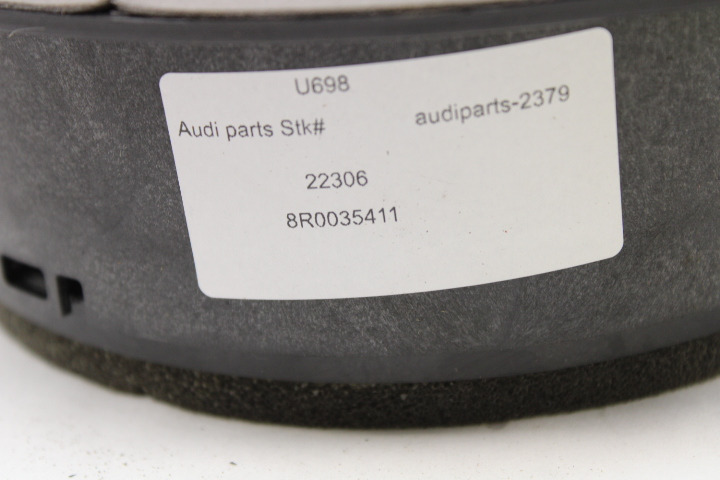 U698
Audi parts Stk# audiparts-2379
22306
8R0035411